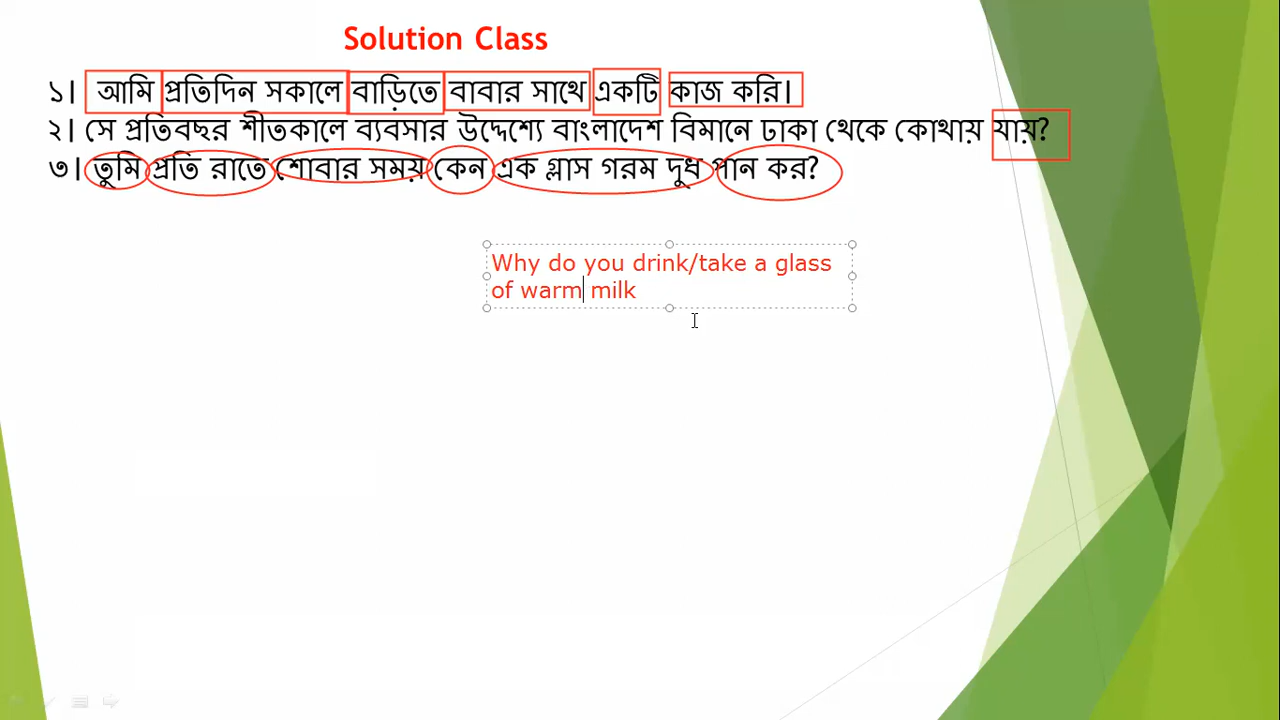 Solution Class
১। আমি প্রতিদিন সকালে বাড়িতে বাবার সাথে একটি কাজ করি।
২। সে প্রতিবছর শীতকালে ব্যবসার উদ্দেশ্যে বাংলাদেশ বিমানে ঢাকা থেকে কোথায় যায়?
৩। তুমি প্রতি রাতে শোবার সময় কেন এক গ্লাস গরম দুধ পান কর?
Why do you drink/take a glass
of warm milk